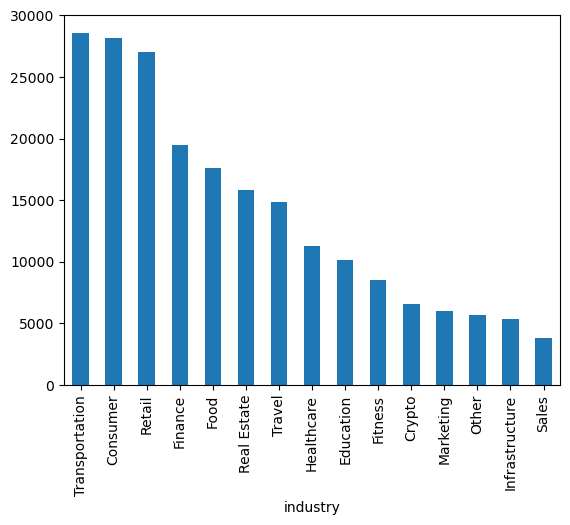 30000
25000
20000
15000
10000
5000
0
Transportation
Consumer
Retail
Finance
Food
Real Estate
Travel
Healthcare
Education
Fitness
Crypto
Marketing
Other
Infrastructure
Sales
industry